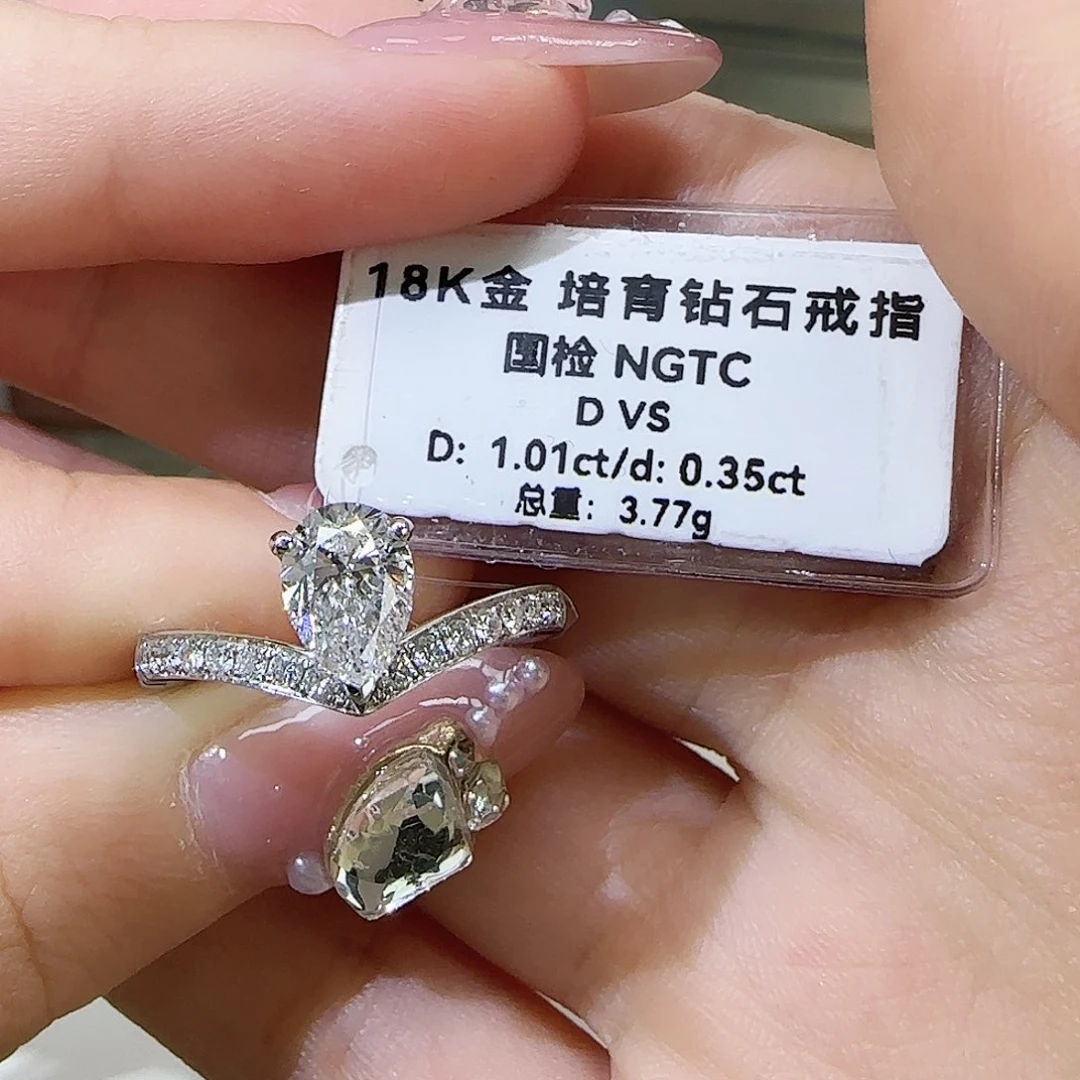 18K金 培育钻石戒指
国检 NGTC
D VS
D: 1.01ct/d: 0.35ct
总重: 3.77g